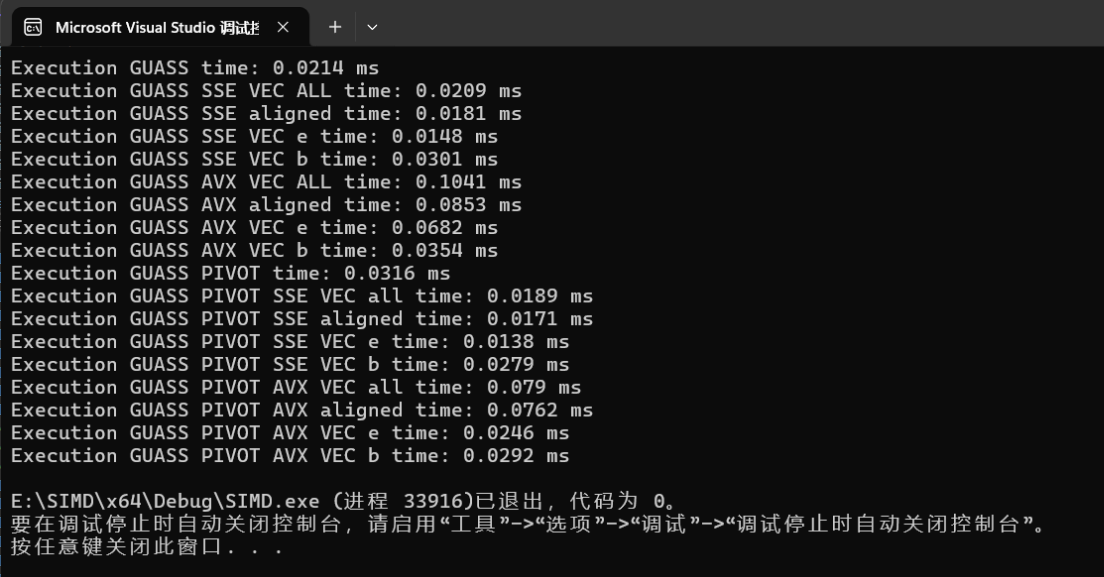 Microsoft Visual Studio 调试控
Execution GUASS time: 0.0214 ms
Execution GUASS SSE VEC ALL time: 0.0209 ms
Execution GUASS SSE aligned time: 0.0181 ms
Execution GUASS SSE VEC e time: 0.0148 ms
Execution GUASS SSE VEC b time: 0.0301 ms
Execution GUASS AVX VEC ALL time: 0.1041 ms
Execution GUASS AVX aligned time: 0.0853 ms
Execution GUASS AVX VEC e time: 0.0682 ms
Execution GUASS AVX VEC b time: 0.0354 ms
Execution GUASS PIVOT time: 0.0316 ms
Execution GUASS PIVOT SSE VEC all time: 0.0189 ms
Execution GUASS PIVOT SSE aligned time: 0.0171 ms
Execution GUASS PIVOT SSE VEC e time: 0.0138 ms
Execution GUASS PIVOT SSE VEC b time: 0.0279 ms
Execution GUASS PIVOT AVX VEC all time: 0.079 ms
Execution GUASS PIVOT AVX aligned time: 0.0762 ms
Execution GUASS PIVOT AVX VEC e time: 0.0246 ms
Execution GUASS PIVOT AVX VEC b time: 0.0292 ms
E:\SIMD\x64\Debug\SIMD.exe (进程 33916)已退出，代码为 0。
要在调试停止时自动关闭控制台，请启用“工具”->“选项”->“调试”->“调试停止时自动关闭控制台”。
按任意键关闭此窗口. . .